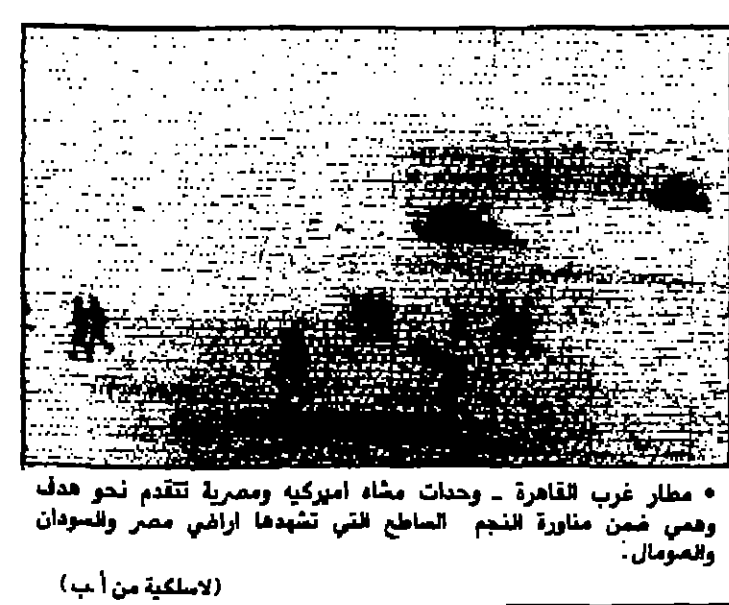 • مطار غرب القاهرة ـ وحدات مشاه اميركيه ومصرية تتقدم نحو هدف
وهمي ضمن مناورة النجم الساطع التي تشهدها اراضي مصر والسودان
والصومال.
(لاسلكية من أ.ب)